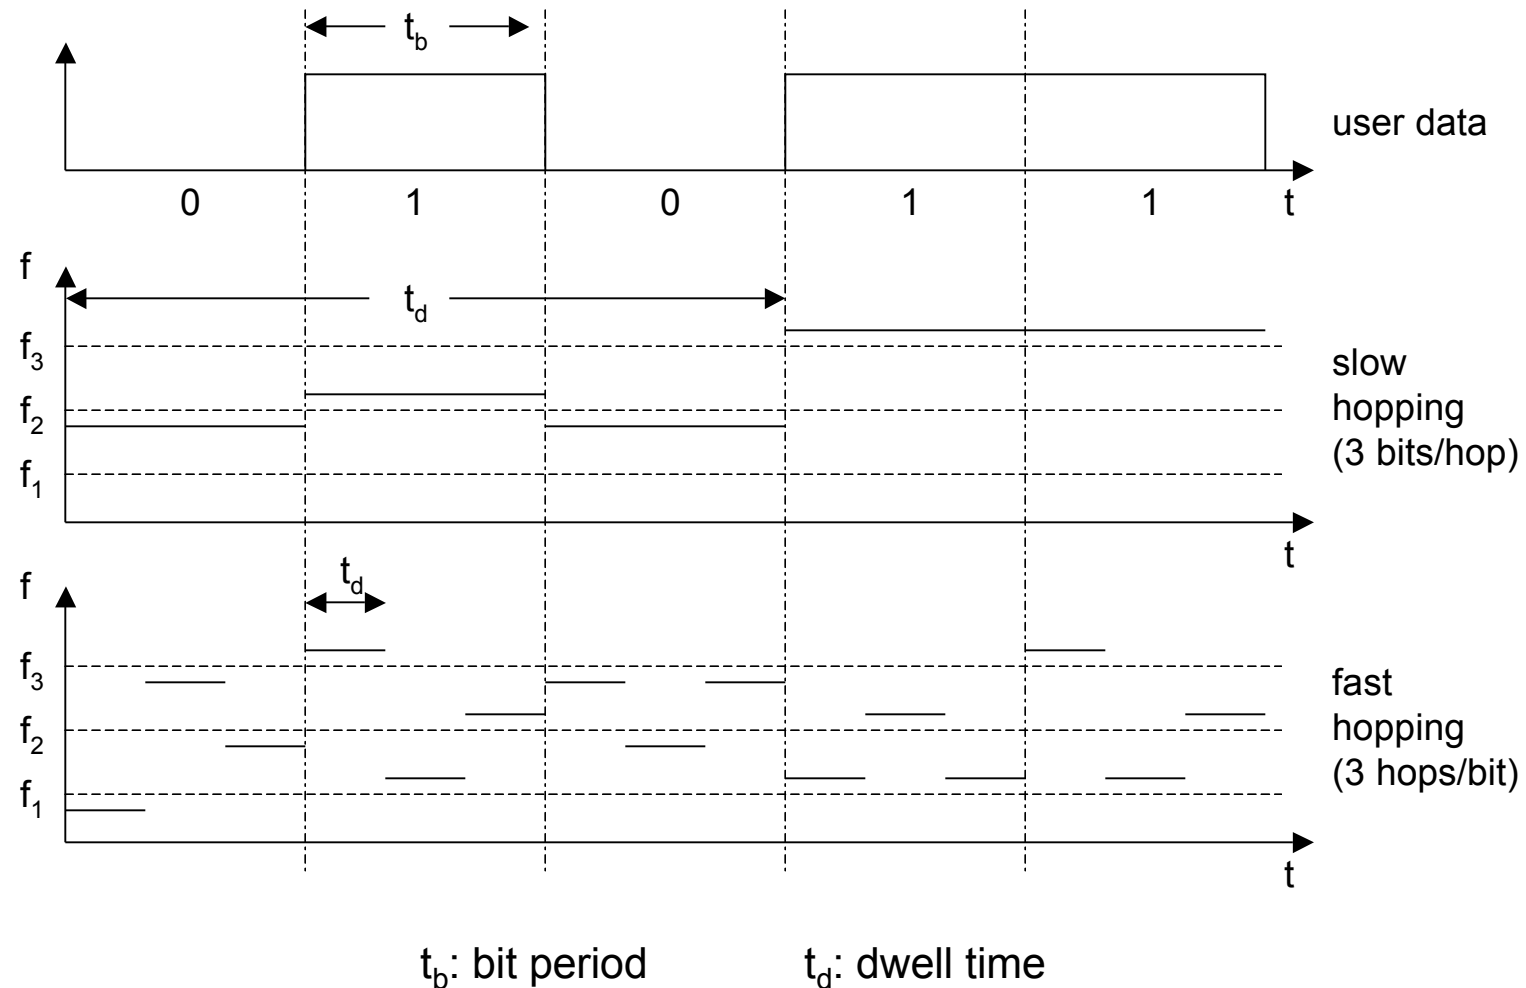 t_b
user data
0 1 0 1 1 t
f
t_d
f_3
slow
hopping
(3 bits/hop)
f_2
f_1
t
f
t_d
f_3
fast
hopping
(3 hops/bit)
f_2
f_1
t
t_b: bit period t_d: dwell time